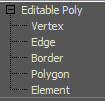 Editable Poly
Vertex
Edge
Border
Polygon
Element